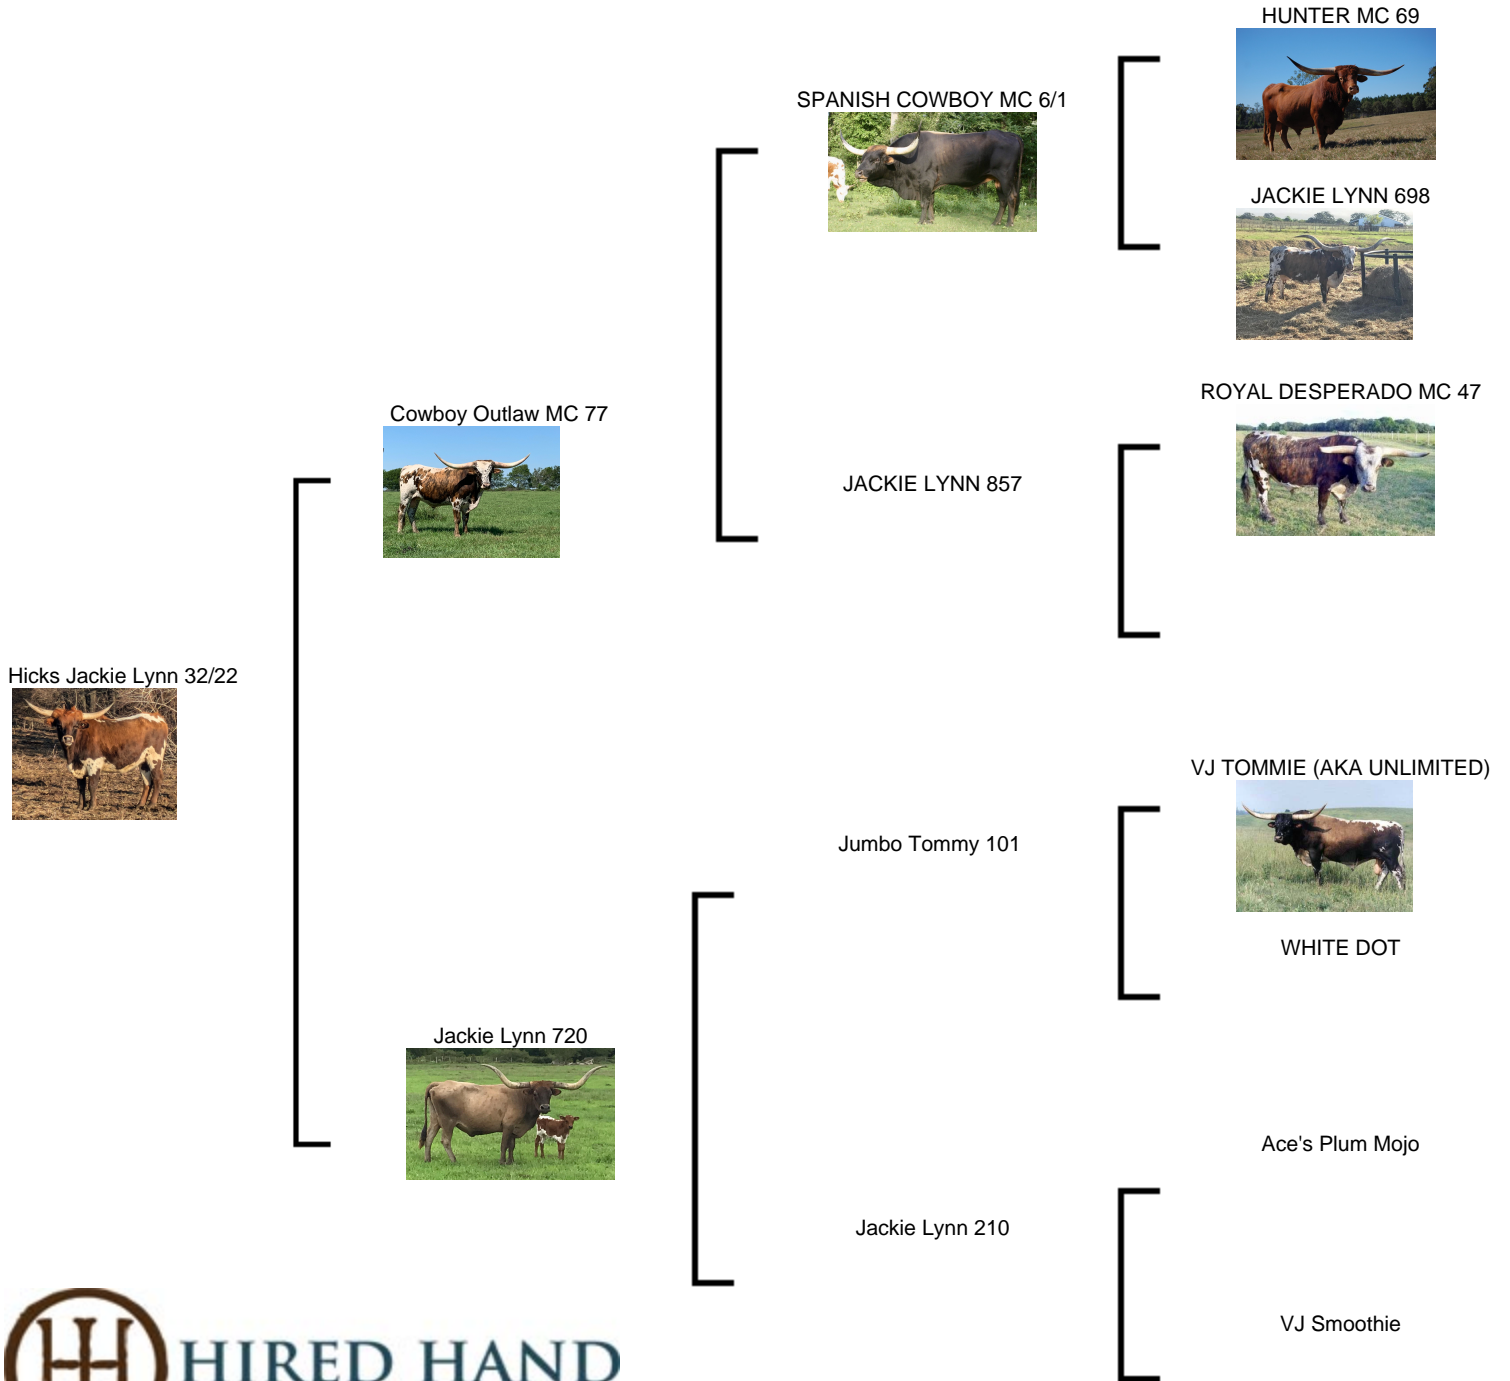 HUNTER MC 69
SPANISH COWBOY MC 6/1
JACKIE LYNN 698
ROYAL DESPERADO MC 47
Cowboy Outlaw MC 77
JACKIE LYNN 857
Hicks Jackie Lynn 32/22
VJ TOMMIE (AKA UNLIMITED)
Jumbo Tommy 101
WHITE DOT
Jackie Lynn 720
Ace's Plum Mojo
Jackie Lynn 210
VJ Smoothie
HIRED HAND